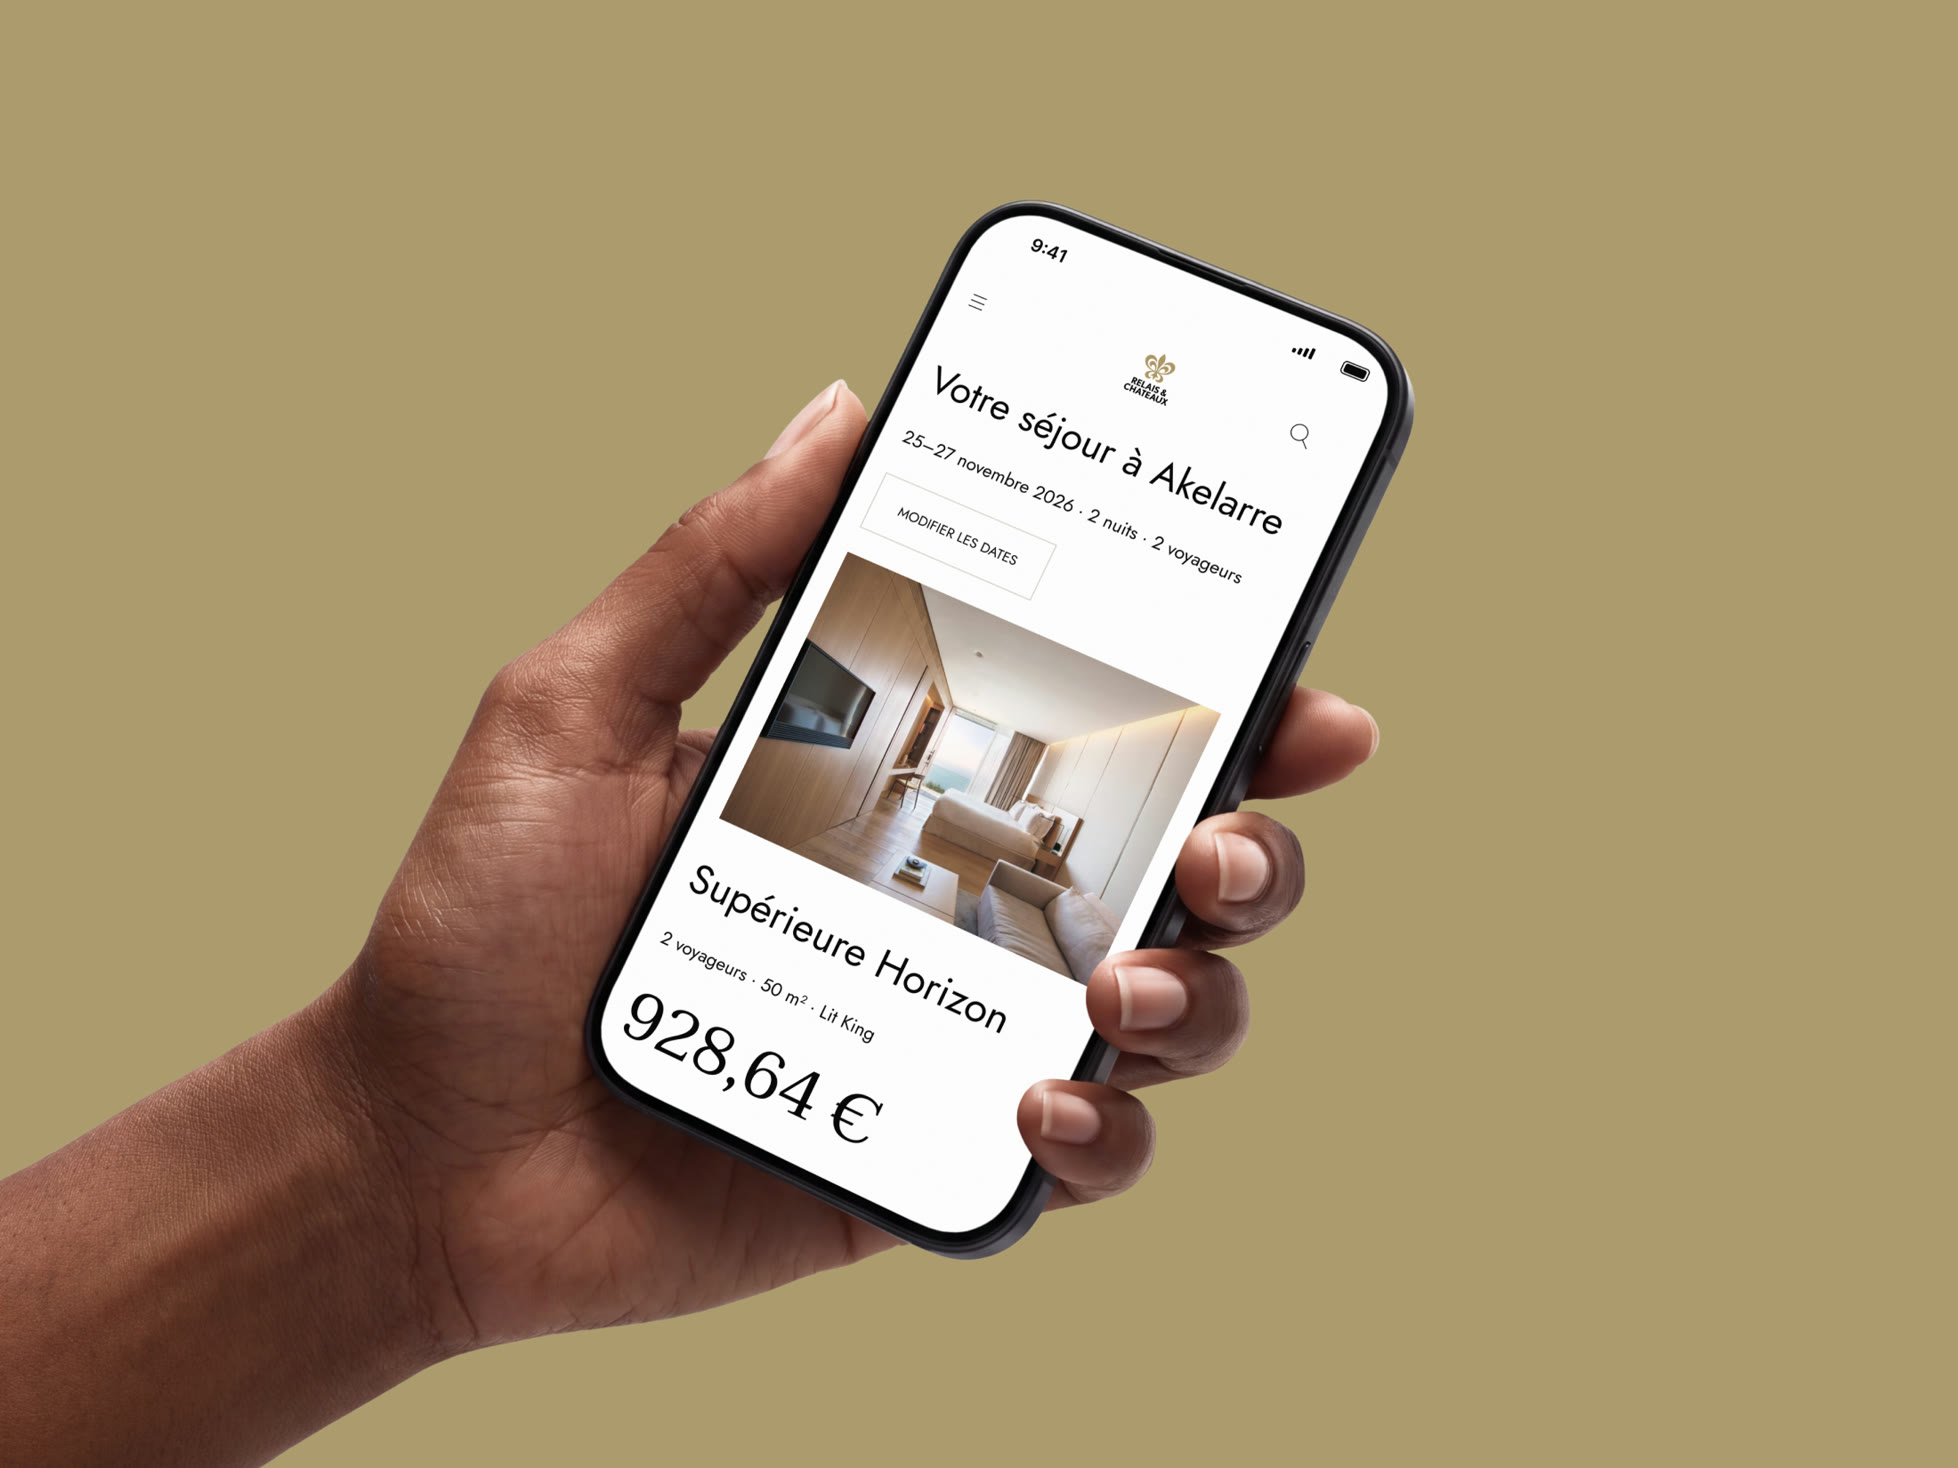 9:41
RELAIS &
CHATEAUX
Votre séjour à Akelarre
25–27 novembre 2026 · 2 nuits · 2 voyageurs
MODIFIER LES DATES
Supérieure Horizon
2 voyageurs · 50 m² · Lit King
928,64 €